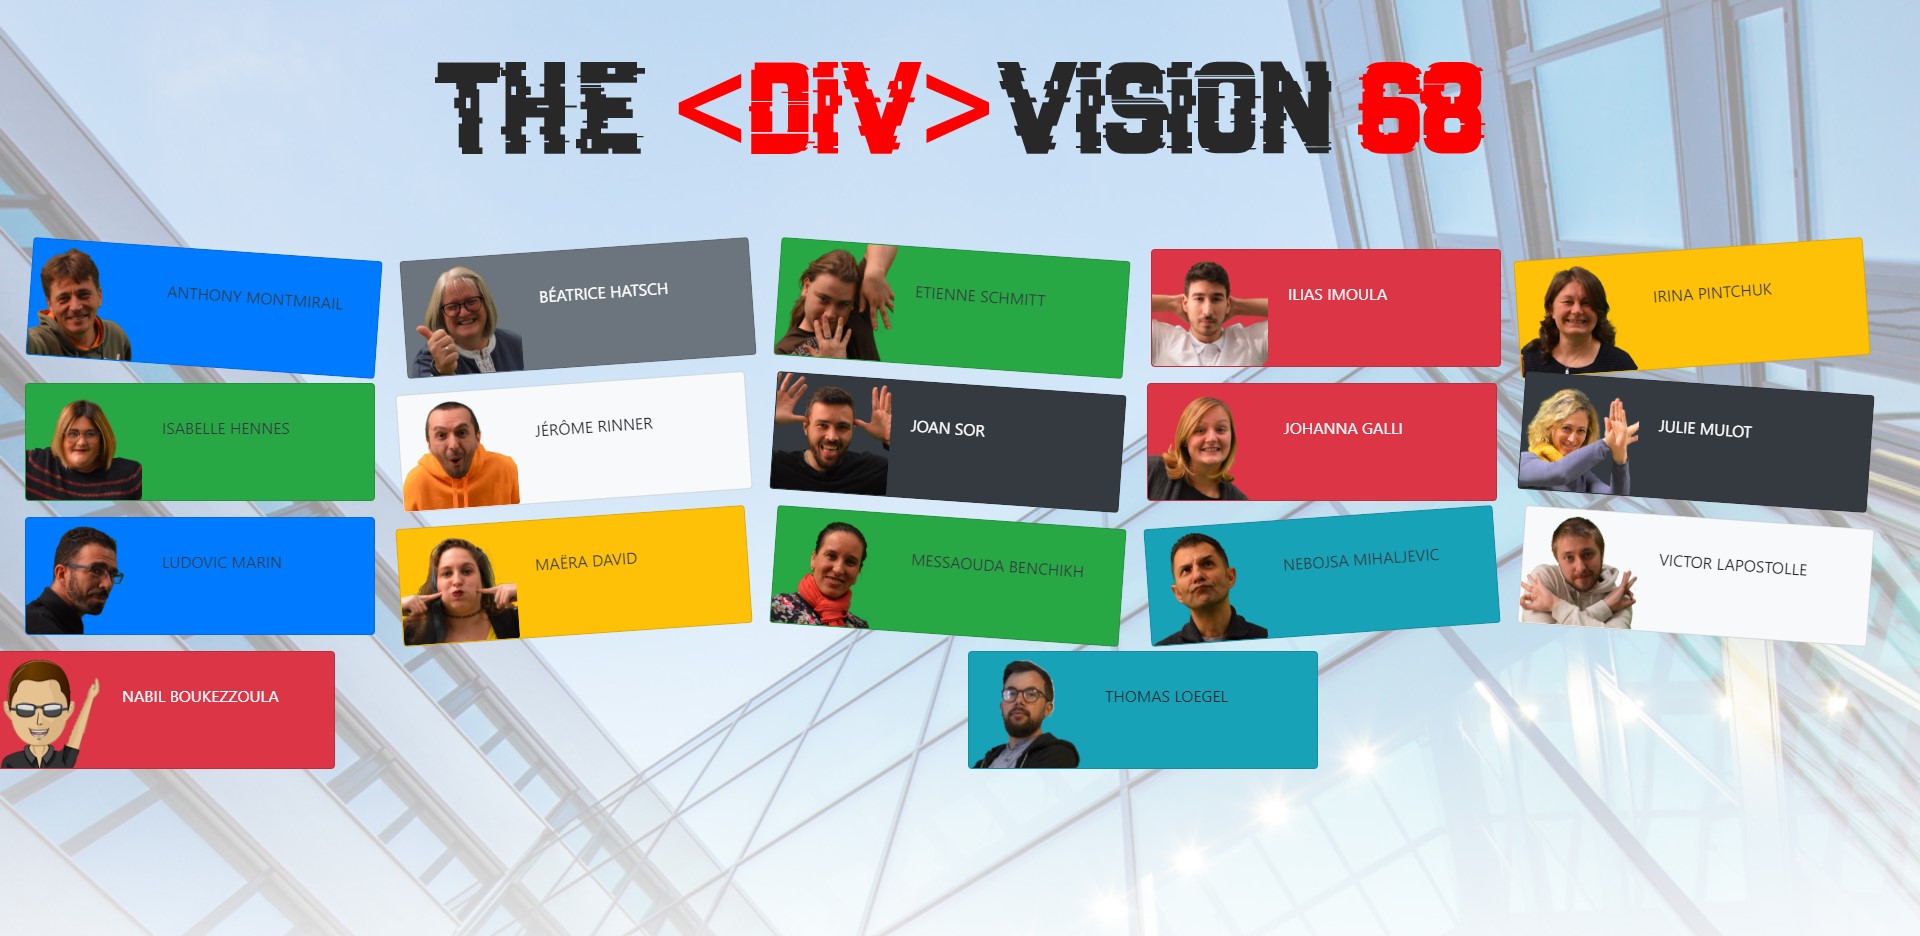 THE <DiV> ViSiON 68
ANTHONY MONTMIRAIL
BÉATRICE HATSCH
ETIENNE SCHMITT
ILIAS IMOULA
IRINA PINTCHUK
ISABELLE HENNES
JÉRÔME RINNER
JOAN SOR
JOHANNA GALLI
JULIE MULOT
LUDOVIC MARIN
MAËRA DAVID
MESSAOUDA BENCHIKH
NEBOJSA MIHALJEVIC
VICTOR LAPOSTOLLE
NABIL BOUKEZZOULA
THOMAS LOEGEL